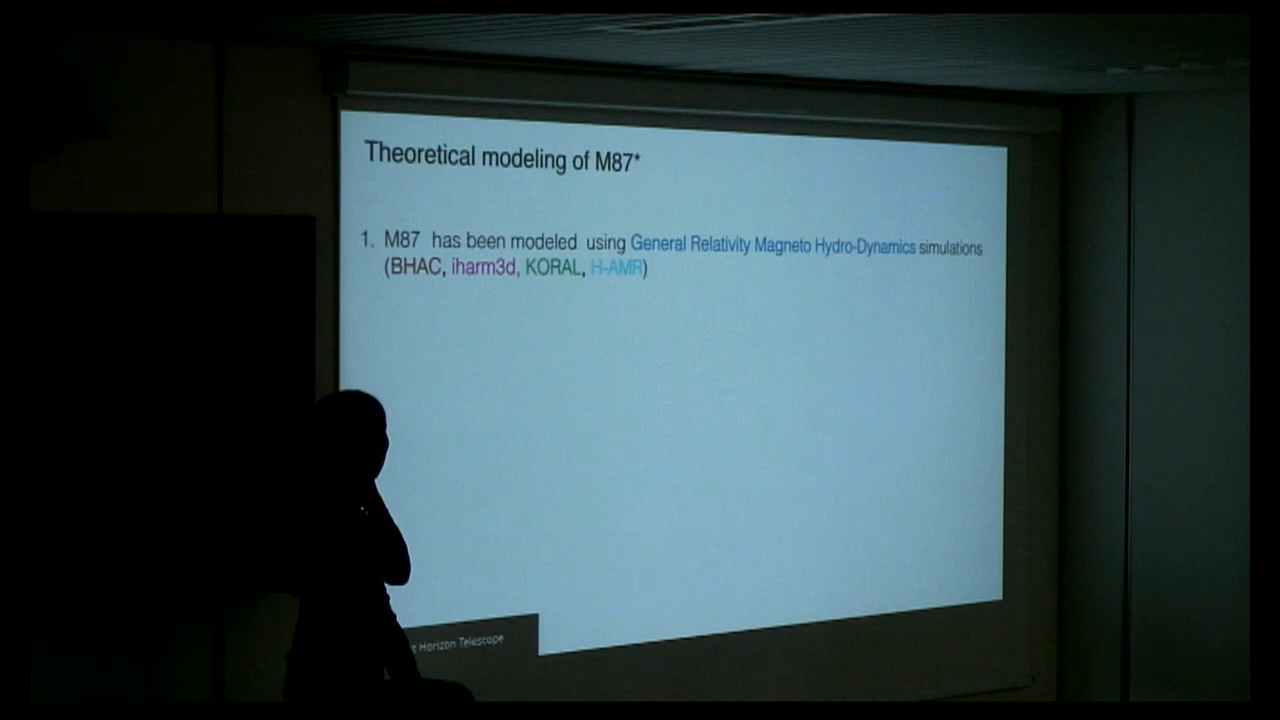 Theoretical modeling of M87*
1. M87 has been modeled using General Relativity Magneto Hydro-Dynamics simulations
(BHAC, iharm3d, KORAL, H-AMR)
Horizon Telescope